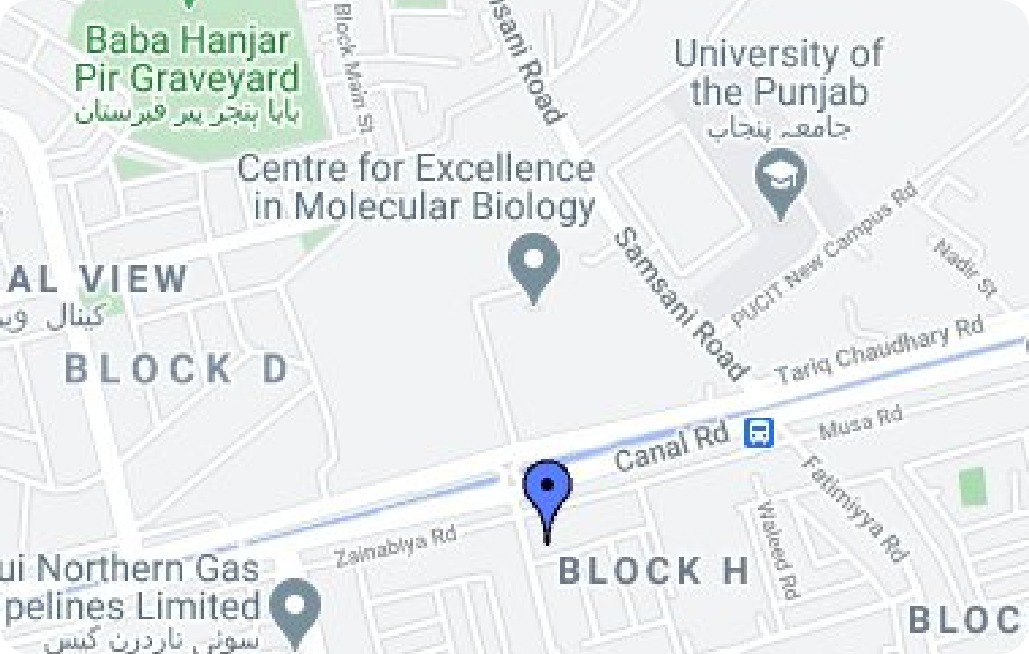 Baba Hanjar
Pir Graveyard
بابا ہنجر پیر قبرستان
Block Main St
sani Road
University of
the Punjab
جامعہ پنجاب
Centre for Excellence
in Molecular Biology
Samsani Road
PUCIT New Campus Rd
Nadir St
AL VIEW
کینال
BLOCK D
Tariq Chaudhary Rd
Canal Rd
Musa Rd
Fatimiyya Rd
Waleed Rd
Zainabiya Rd
BLOCK H
ui Northern Gas
pelines Limited
سوئی ناردرن گیس
BLOC